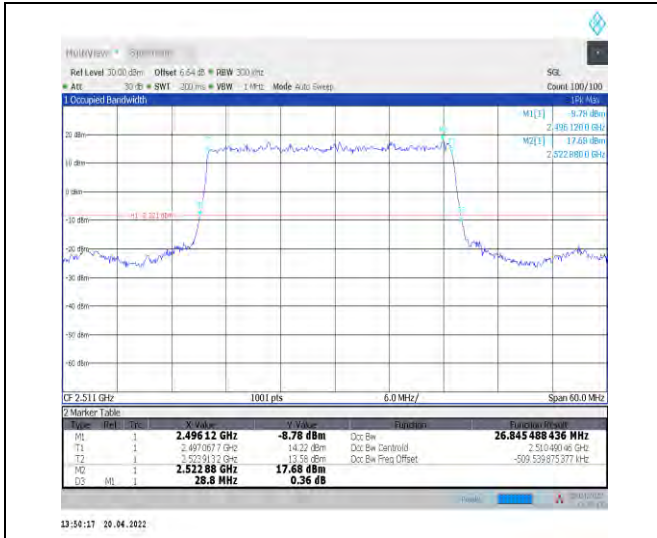 MultiView Spectrum
Ref Level 30.00 dBm Offset 6.64 dB RBW 300 kHz SGL
Att 30 dB SWT 200 ms VBW 1 MHz Mode Auto Sweep Count 100/100
1 Occupied Bandwidth 1Pk Max
M1[1] -8.78 dBm
2.496 120 0 GHz
M2[1] 17.68 dBm
2.522 880 0 GHz
20 dBm
10 dBm
0 dBm
-10 dBm
-20 dBm
-30 dBm
-40 dBm
-50 dBm
-60 dBm
CF 2.511 GHz 1001 pts 6.0 MHz/ Span 60.0 MHz
2 Marker Table
Type Ref Trc X Value Y Value Function Function Result
M1 1 2.49612 GHz -8.78 dBm Occ Bw 26.845 488 436 MHz
T1 1 2.497067 7 GHz 14.22 dBm Occ Bw Centroid 2.510490 46 GHz
T2 1 2.523913 2 GHz 13.58 dBm Occ Bw Freq Offset -509.539 875 377 kHz
M2 1 2.522 88 GHz 17.68 dBm
D3 M1 1 28.8 MHz 0.36 dB
13:50:17 20.04.2022